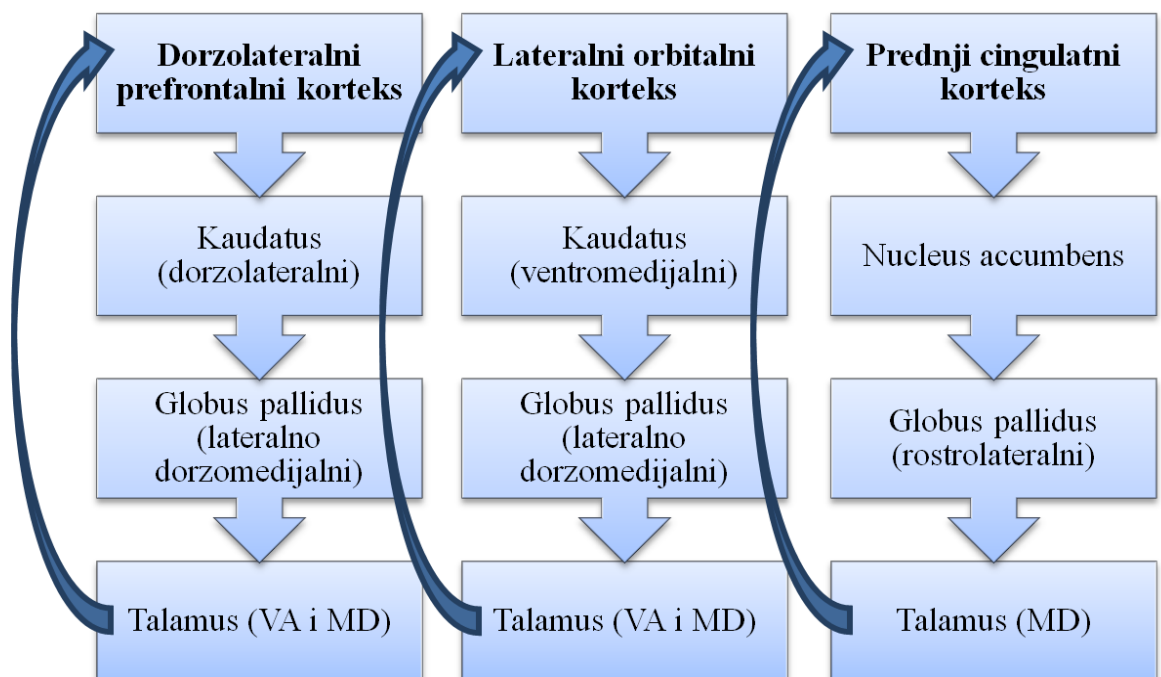 Dorzolateralni
prefrontalni korteks
Kaudatus
(dorzolateralni)
Globus pallidus
(lateralno
dorzomedijalni)
Talamus (VA i MD)
Lateralni orbitalni
korteks
Kaudatus
(ventromedijalni)
Globus pallidus
(lateralno
dorzomedijalni)
Talamus (VA i MD)
Prednji cingulatni
korteks
Nucleus accumbens
Globus pallidus
(rostrolateralni)
Talamus (MD)